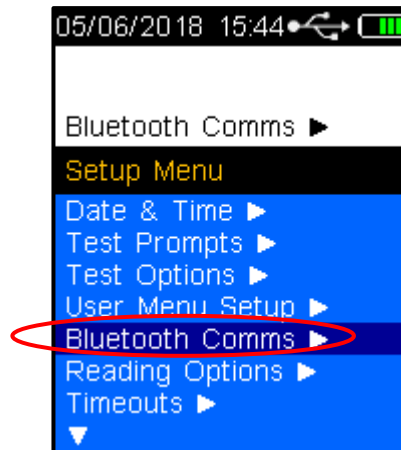 05/06/2018 15:44
Bluetooth Comms ▶
Setup Menu
Date & Time ▶
Test Prompts ▶
Test Options ▶
User Menu Setup ▶
Bluetooth Comms ▶
Reading Options ▶
Timeouts ▶
▼